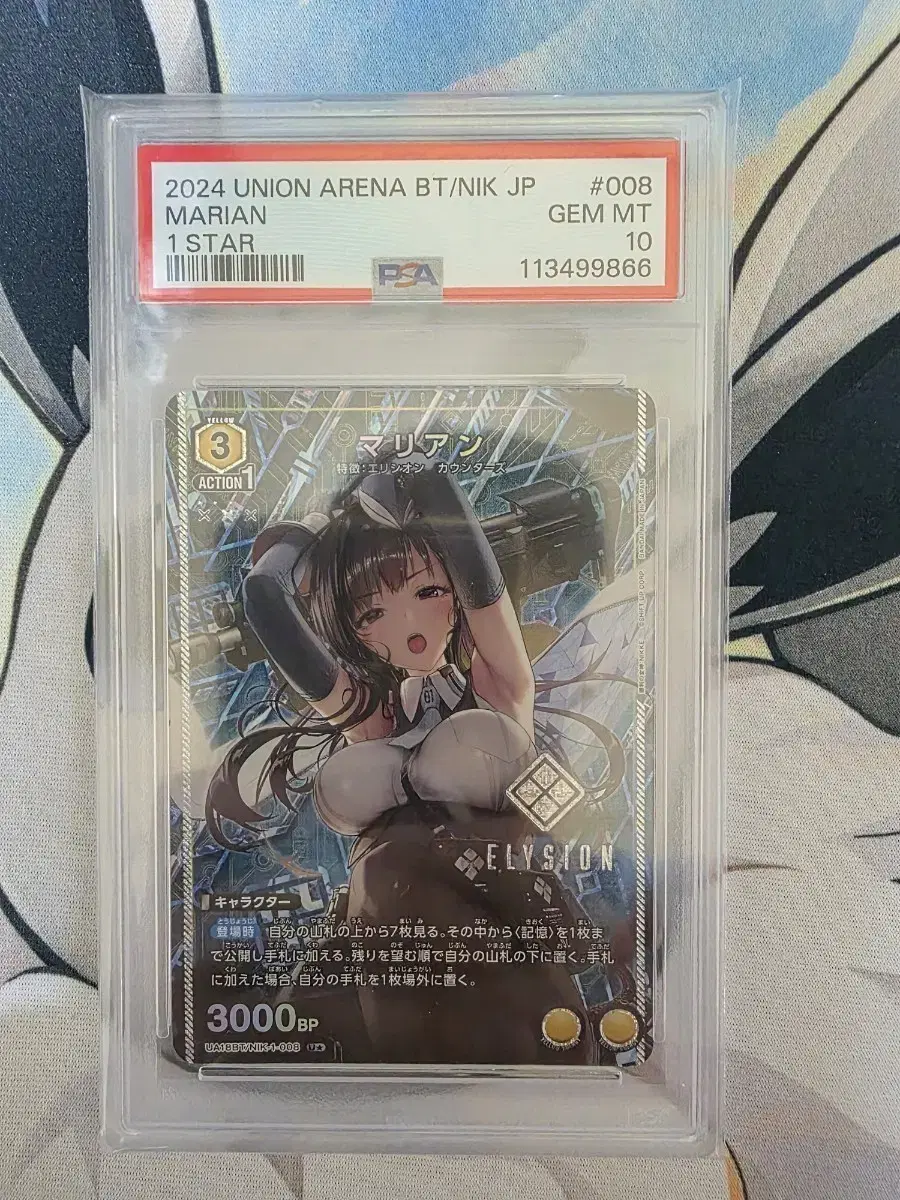 2024 UNION ARENA BT/NIK JP #008
MARIAN GEM MT
1 STAR 10
PSA 113499866
YELLOW
3
ACTION 1
マリアン
特徴：エリシオン カウンターズ
61
ELYSION
キャラクター
登場時 自分の山札の上から7枚見る。その中から〈記憶〉を1枚ま
で公開し手札に加える。残りを望む順で自分の山札の下に置く。手札
に加えた場合、自分の手札を1枚場外に置く。
3000BP
UA18BT/NIK-1-008 U★